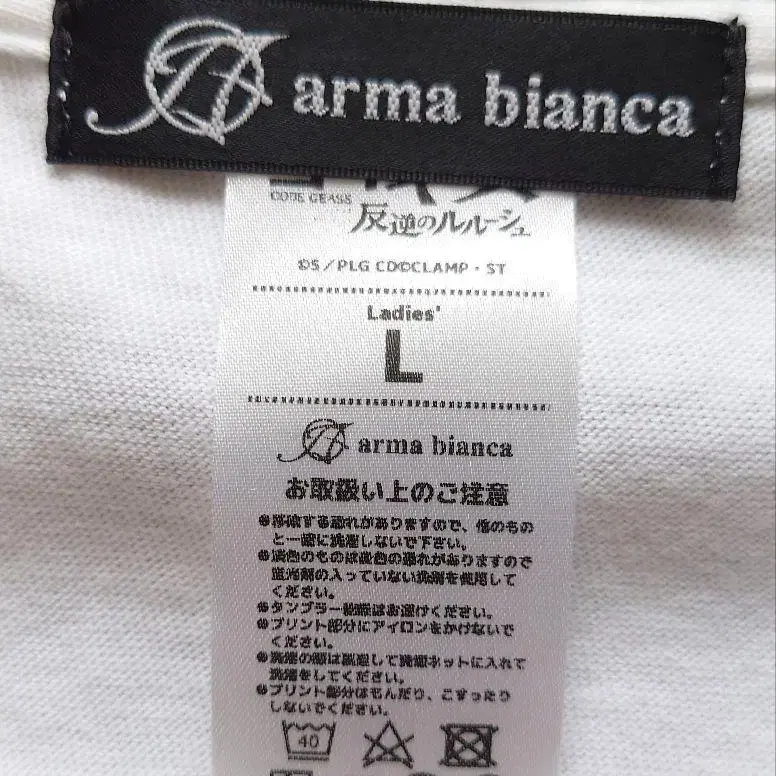 arma bianca
CODE GEASS
反逆のルルーシュ
©S／PLG CD©CLAMP・ST
Ladies'
L
arma bianca
お取扱い上のご注意
●移染する恐れがありますので、他のもの
と一緒に洗濯しないで下さい。
●淡色のものは変色の恐れがありますので
蛍光剤の入っていない洗剤を使用して
ください。
●タンブラー乾燥はお避けください。
●プリント部分にアイロンをかけないで
ください。
●洗濯の際は裏返して洗濯ネットに入れて
洗濯をしてください。
●プリント部分はもんだり、こすったり
しないでください。
40